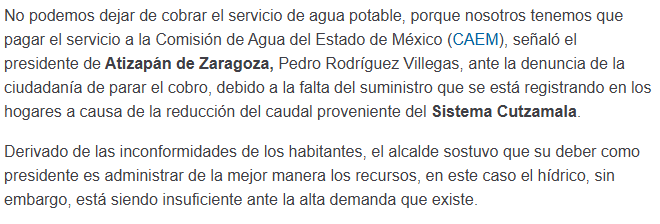 No podemos dejar de cobrar el servicio de agua potable, porque nosotros tenemos que
pagar el servicio a la Comisión de Agua del Estado de México (CAEM), señaló el
presidente de Atizapán de Zaragoza, Pedro Rodríguez Villegas, ante la denuncia de la
ciudadanía de parar el cobro, debido a la falta del suministro que se está registrando en los
hogares a causa de la reducción del caudal proveniente del Sistema Cutzamala.
Derivado de las inconformidades de los habitantes, el alcalde sostuvo que su deber como
presidente es administrar de la mejor manera los recursos, en este caso el hídrico, sin
embargo, está siendo insuficiente ante la alta demanda que existe.